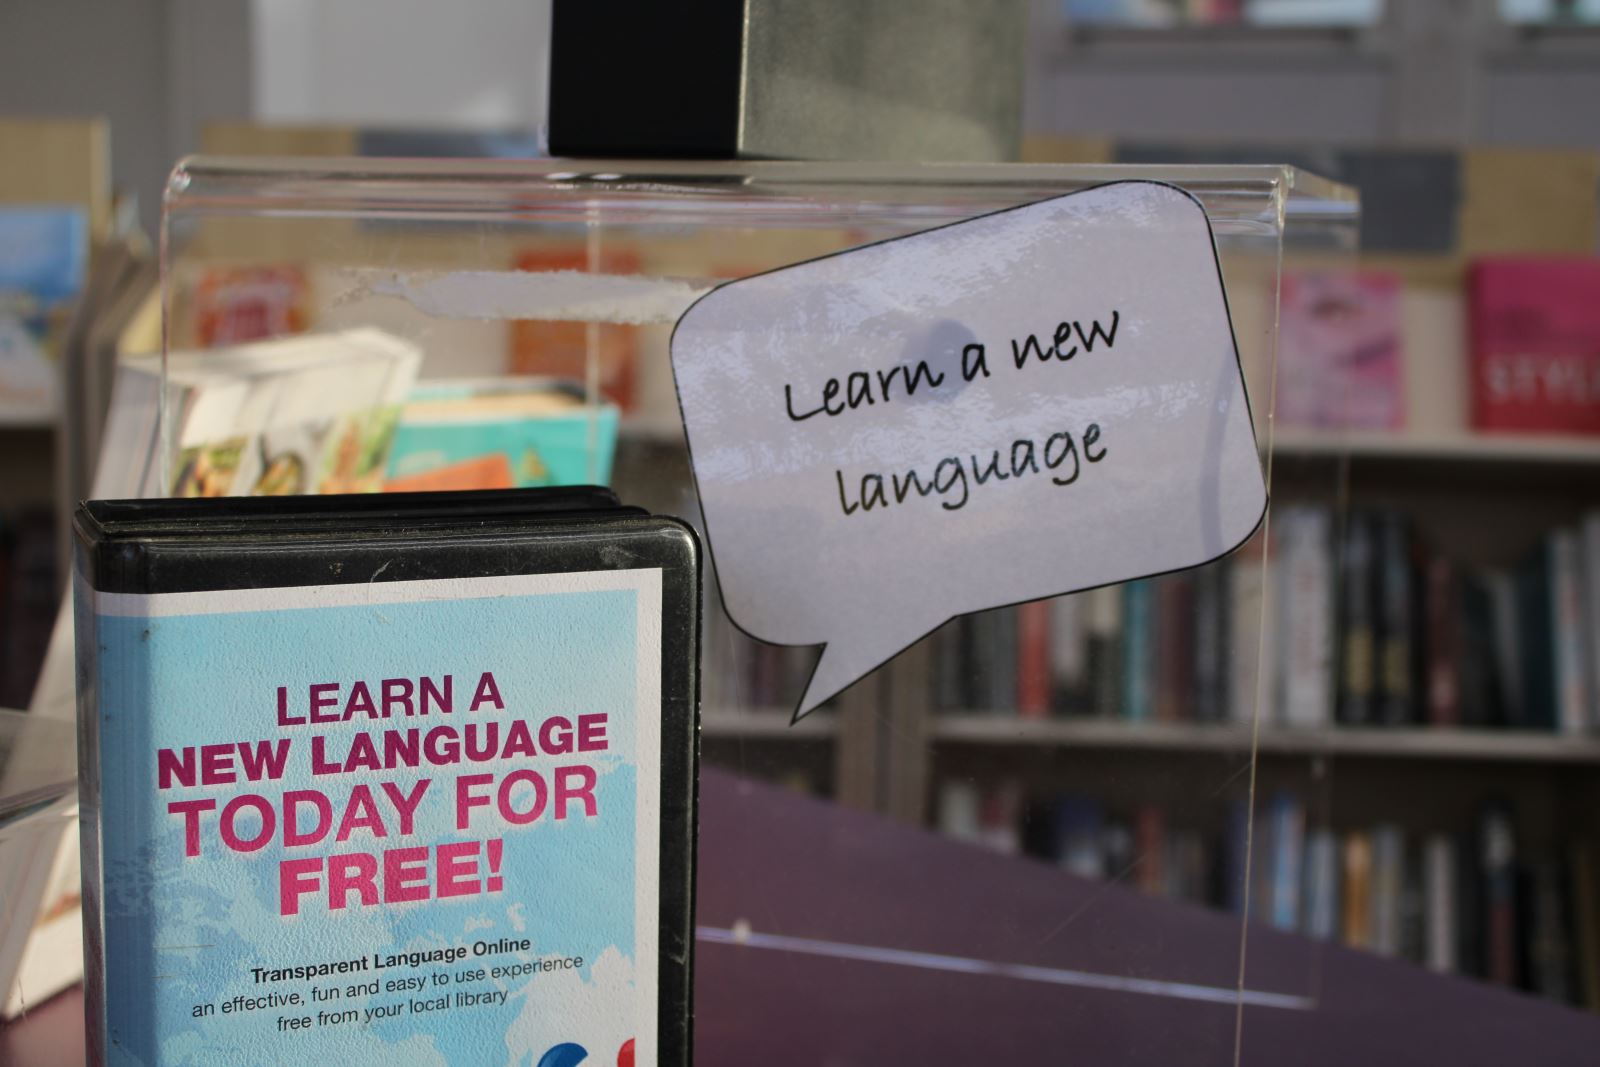 Learn a new
language
LEARN A
NEW LANGUAGE
TODAY FOR
FREE!
Transparent Language Online
an effective, fun and easy to use experience
free from your local library